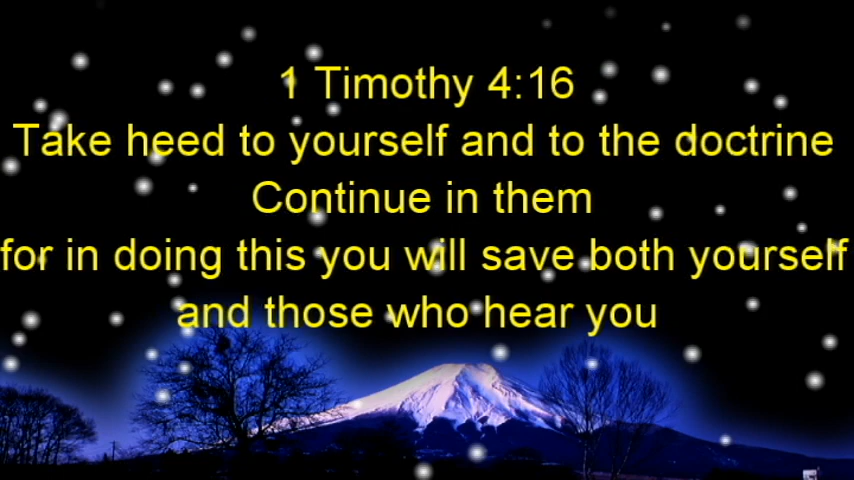 1 Timothy 4:16
Take heed to yourself and to the doctrine
Continue in them
for in doing this you will save both yourself
and those who hear you